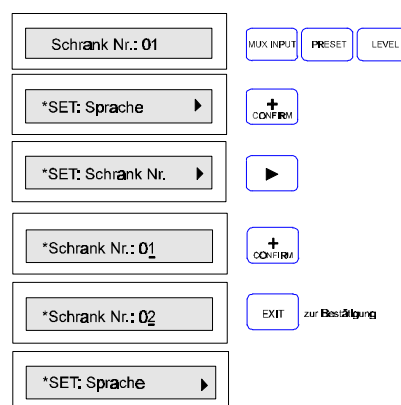 Schrank Nr.: 01
MUX INPUT PRESET LEVEL
*SET: Sprache ▶
+ CONFIRM
*SET: Schrank Nr. ▶
▶
*Schrank Nr.: 01
+ CONFIRM
*Schrank Nr.: 02
EXIT zur Bestätigung
*SET: Sprache ▶